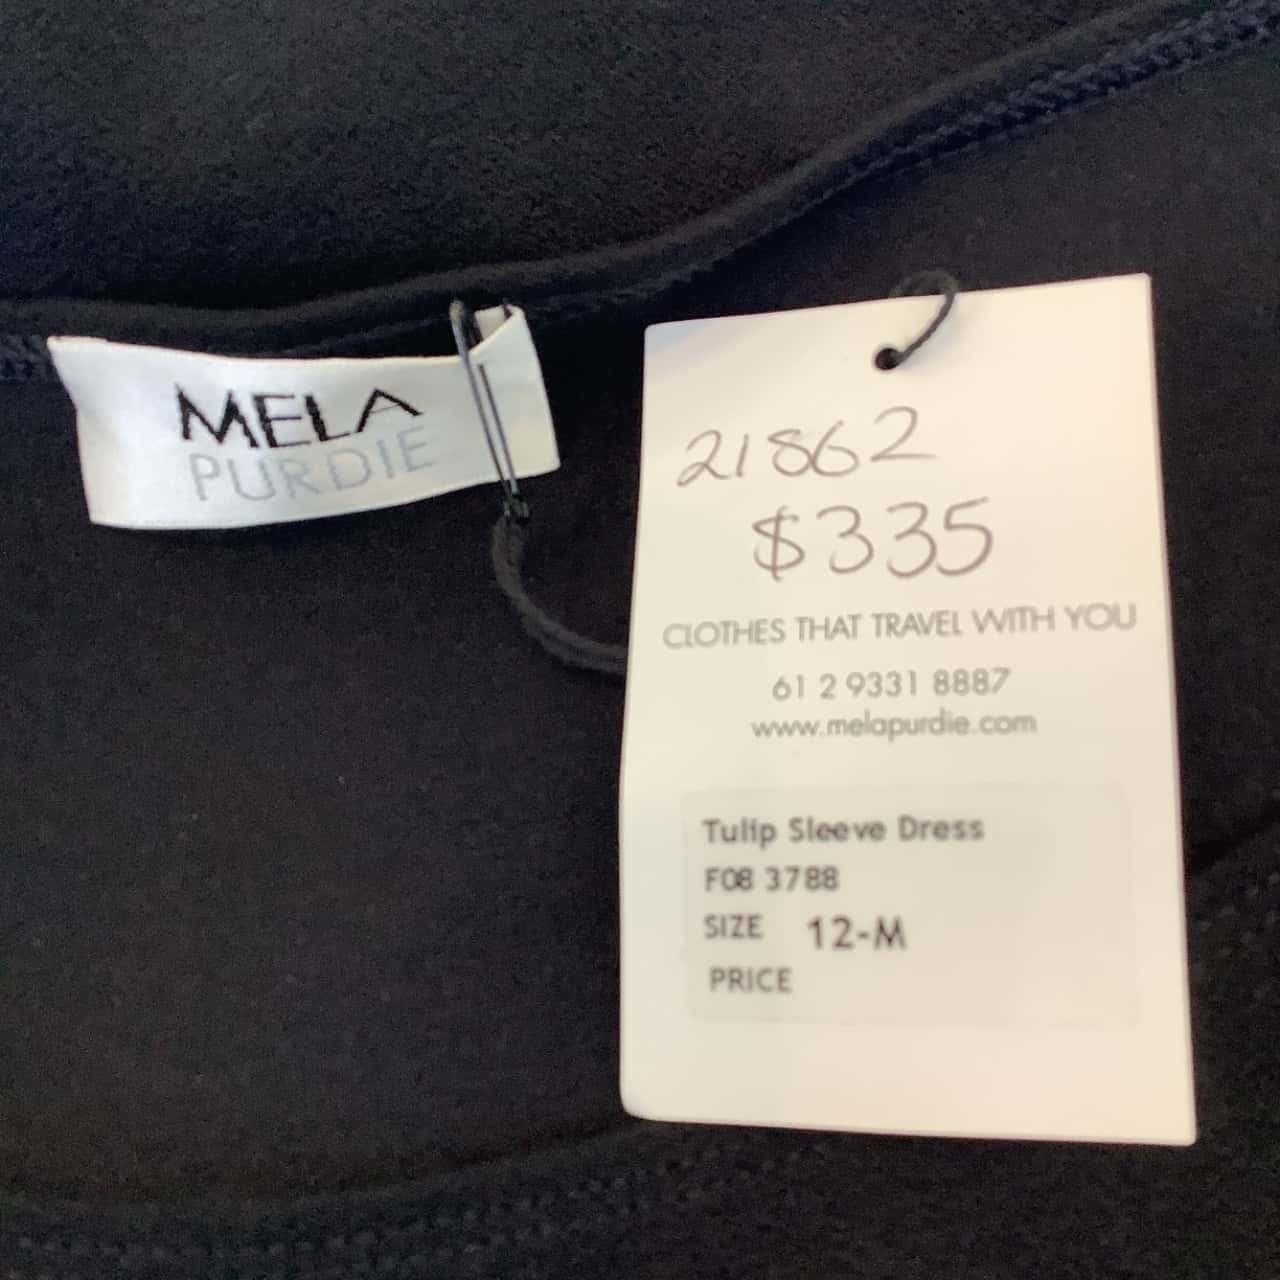 MELA
PURDIE
21862
$335
CLOTHES THAT TRAVEL WITH YOU
61 2 9331 8887
www.melapurdie.com
Tulip Sleeve Dress
F08 3788
SIZE 12-M
PRICE